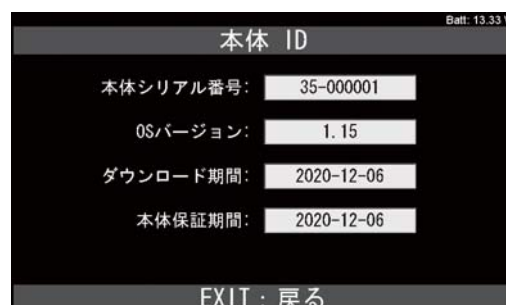 Batt: 13.33 V
本体 ID
本体シリアル番号: 35-000001
OSバージョン: 1.15
ダウンロード期間: 2020-12-06
本体保証期間: 2020-12-06
EXIT : 戻る